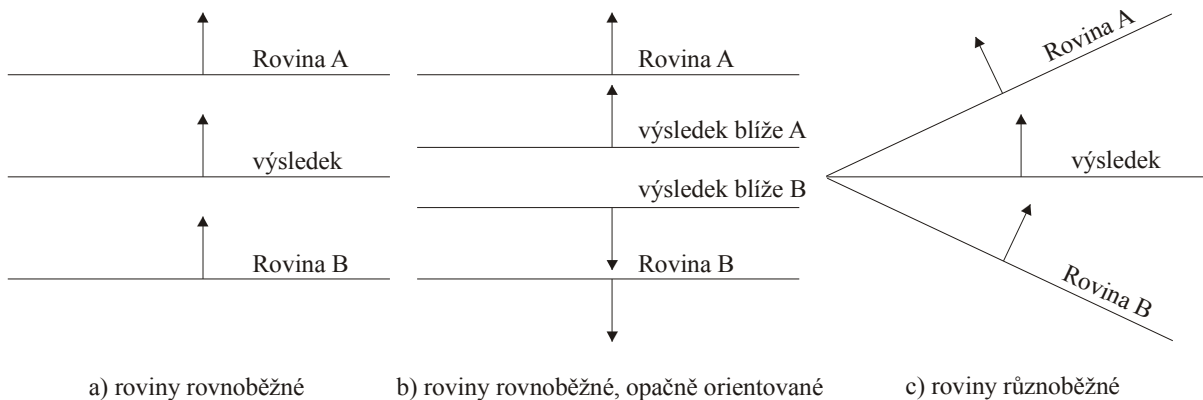 Rovina A
výsledek
Rovina B
a) roviny rovnoběžné
Rovina A
výsledek blíže A
výsledek blíže B
Rovina B
b) roviny rovnoběžné, opačně orientované
Rovina A
výsledek
Rovina B
c) roviny různoběžné